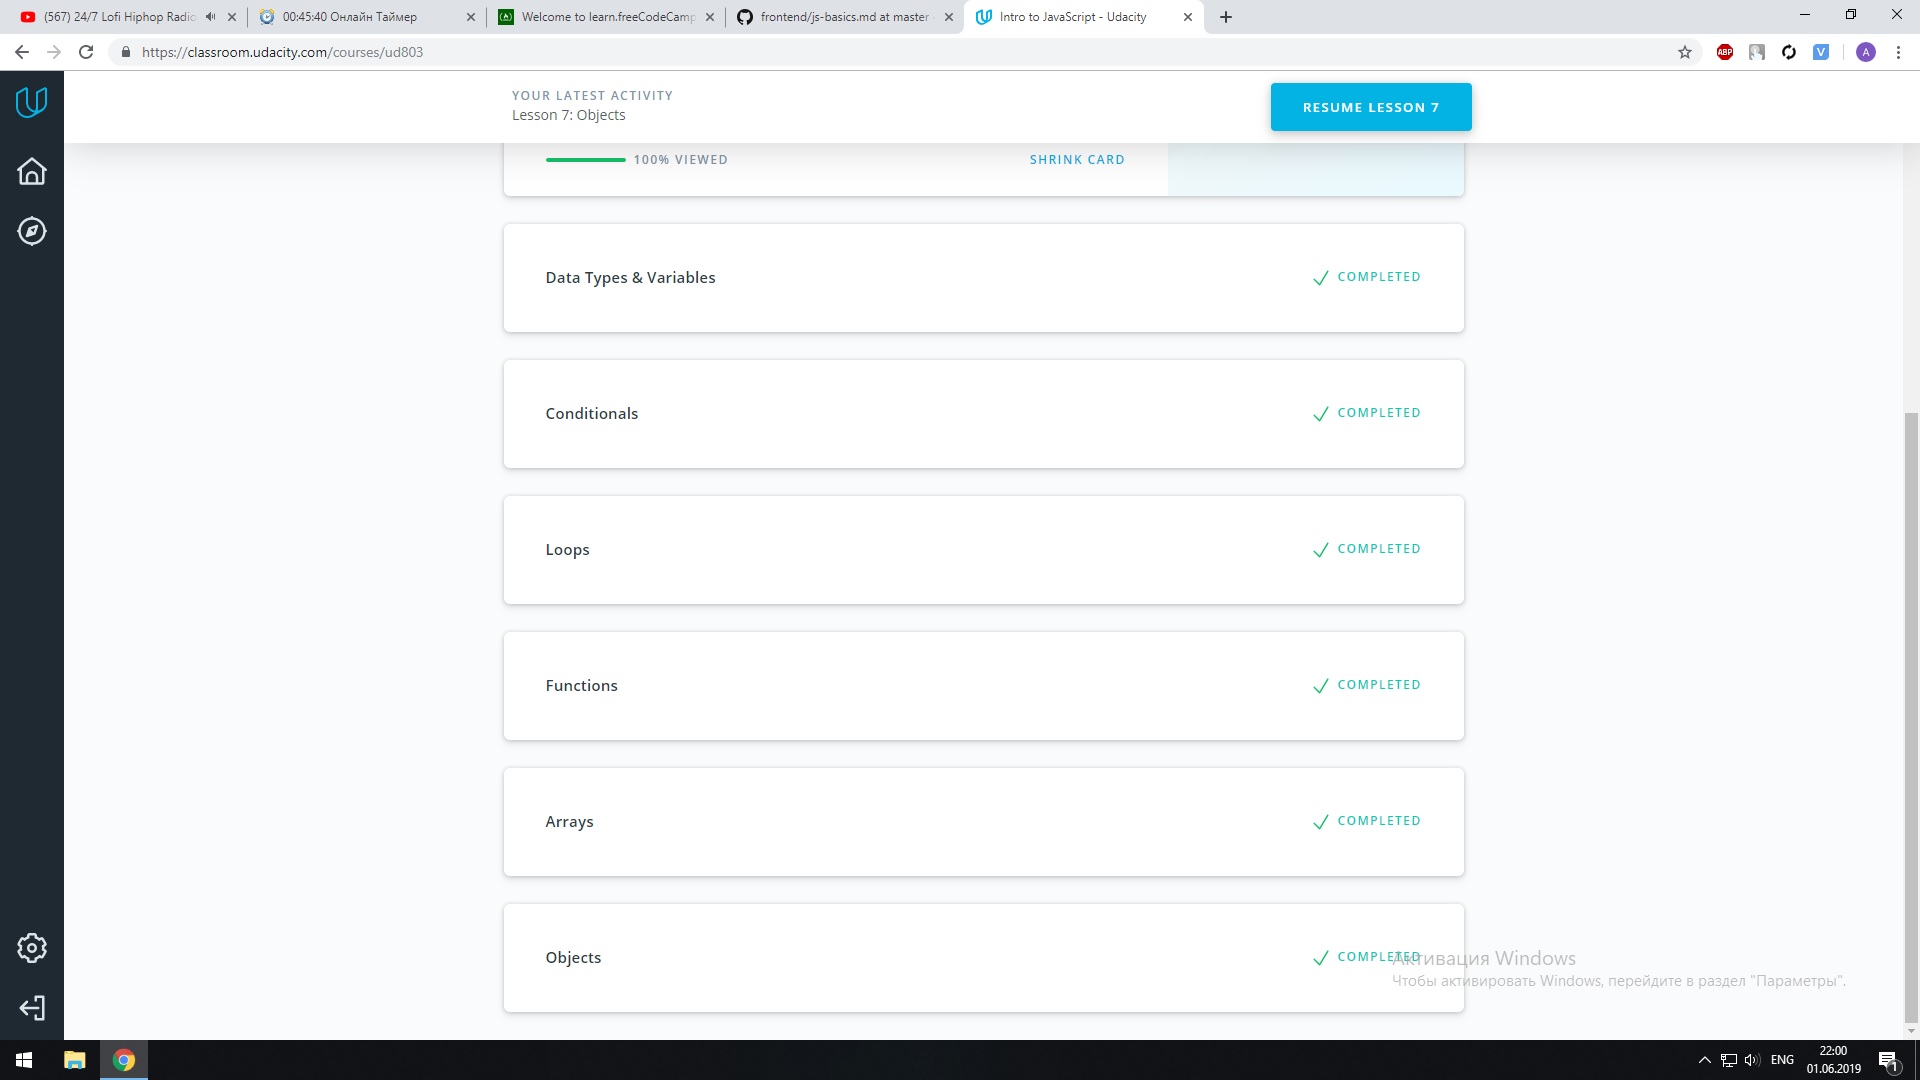 (567) 24/7 Lofi Hiphop Radio
00:45:40 Онлайн Таймер
Welcome to learn.freeCodeCamp
frontend/js-basics.md at master
Intro to JavaScript - Udacity
https://classroom.udacity.com/courses/ud803
ABP
V
A
YOUR LATEST ACTIVITY
Lesson 7: Objects
RESUME LESSON 7
100% VIEWED
SHRINK CARD
Data Types & Variables
COMPLETED
Conditionals
COMPLETED
Loops
COMPLETED
Functions
COMPLETED
Arrays
COMPLETED
Objects
COMPLETED
Активация Windows
Чтобы активировать Windows, перейдите в раздел "Параметры".
ENG
22:00
01.06.2019
1